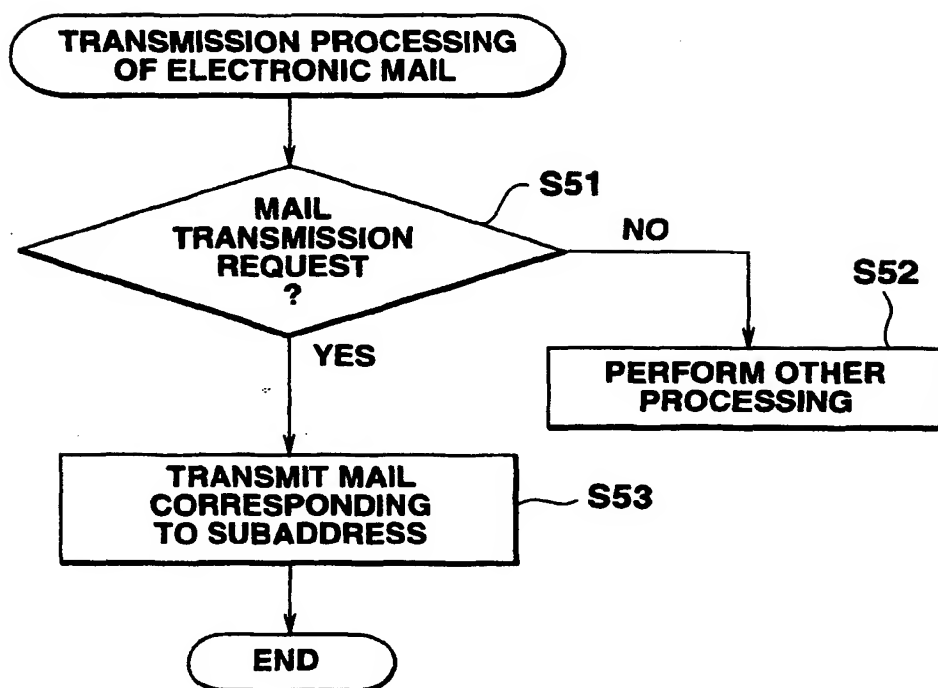 TRANSMISSION PROCESSING
OF ELECTRONIC MAIL
S51
MAIL
TRANSMISSION
REQUEST
?
NO
S52
YES
PERFORM OTHER
PROCESSING
TRANSMIT MAIL
CORRESPONDING
TO SUBADDRESS
S53
END